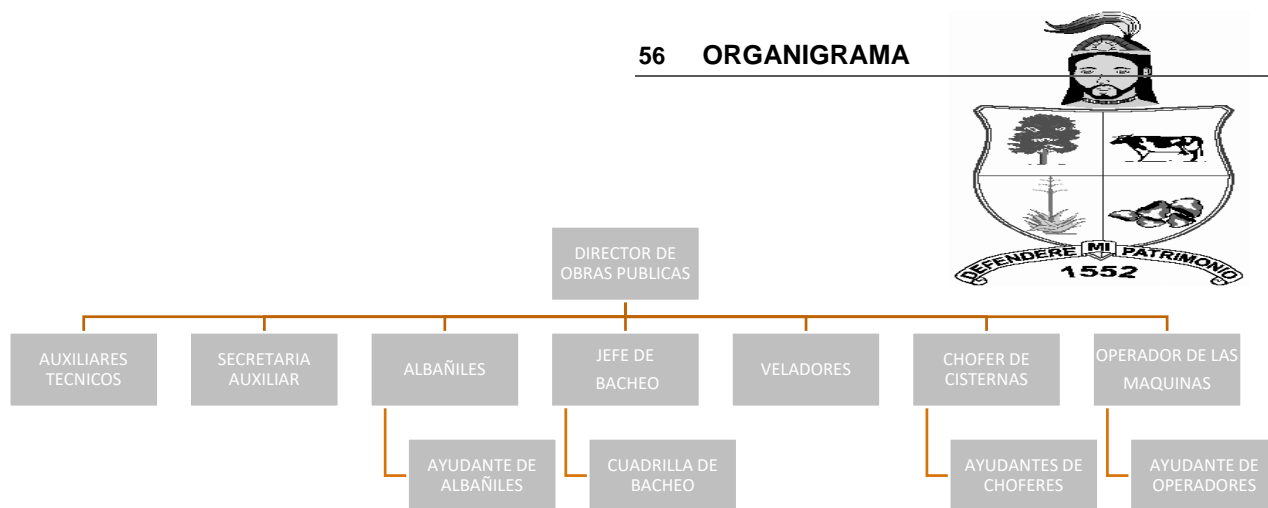 56 ORGANIGRAMA
DEFENDERE MI PATRIMONIO
1552
DIRECTOR DE
OBRAS PUBLICAS
AUXILIARES
TECNICOS
SECRETARIA
AUXILIAR
ALBAÑILES
JEFE DE
BACHEO
VELADORES
CHOFER DE
CISTERNAS
OPERADOR DE LAS
MAQUINAS
AYUDANTE DE
ALBAÑILES
CUADRILLA DE
BACHEO
AYUDANTES DE
CHOFERES
AYUDANTE DE
OPERADORES